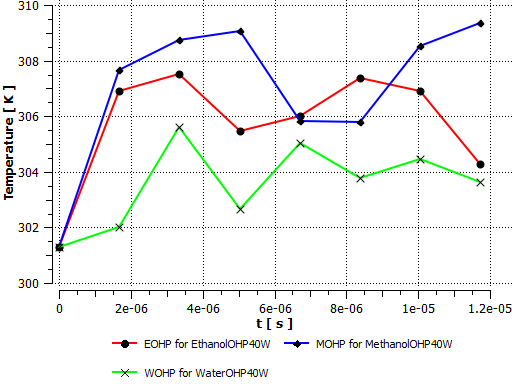 310
308
306
304
302
300
Temperature [ K ]
0 2e-06 4e-06 6e-06 8e-06 1e-05 1.2e-05
t [ s ]
EOHP for EthanolOHP40W MOHP for MethanolOHP40W
WOHP for WaterOHP40W